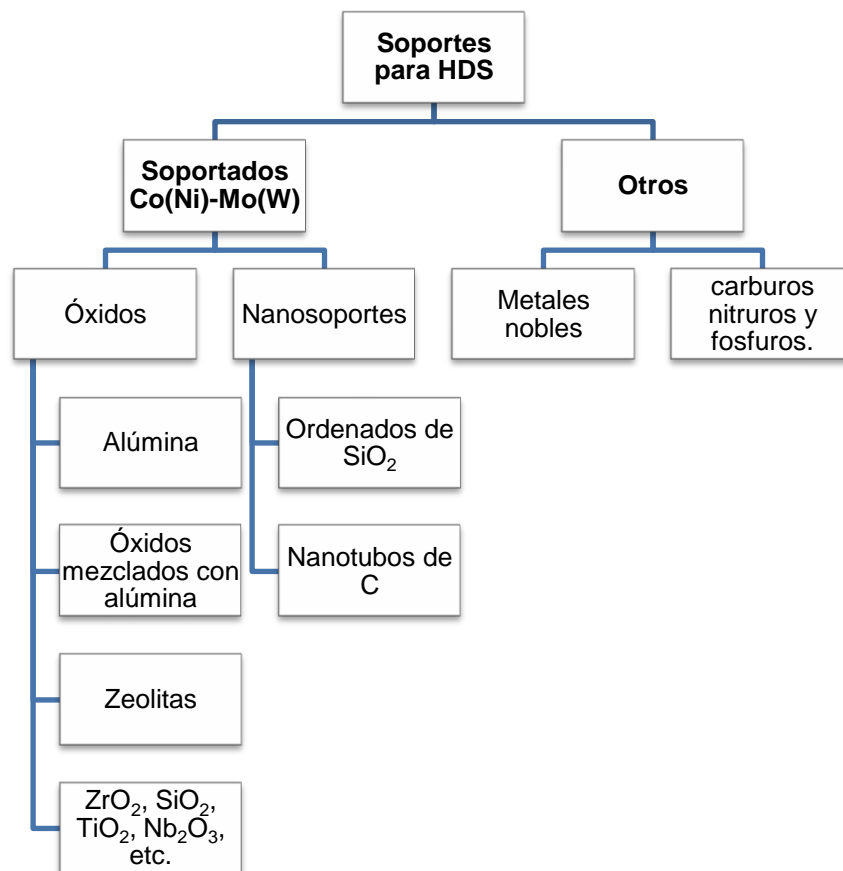 Soportes
para HDS
Soportados
Co(Ni)-Mo(W)
Otros
Óxidos
Nanosoportes
Metales
nobles
carburos
nitruros y
fosfuros.
Alúmina
Ordenados de
SiO₂
Óxidos
mezclados con
alúmina
Nanotubos de
C
Zeolitas
ZrO₂, SiO₂,
TiO₂, Nb₂O₃,
etc.